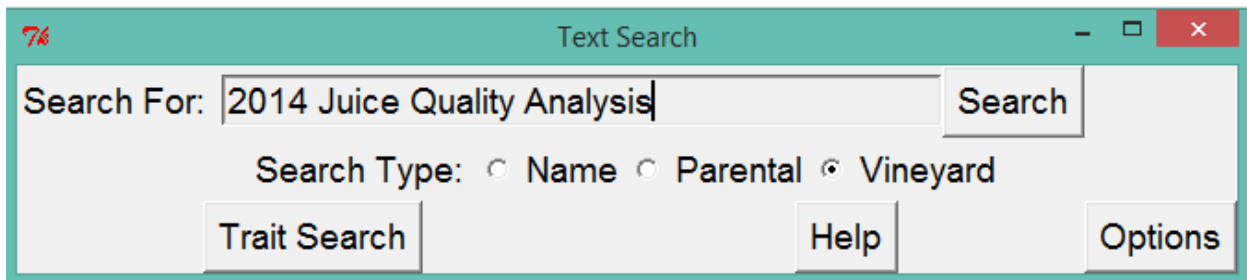 Text Search
Search For: 2014 Juice Quality Analysis Search
Search Type: Name Parental Vineyard
Trait Search Help Options